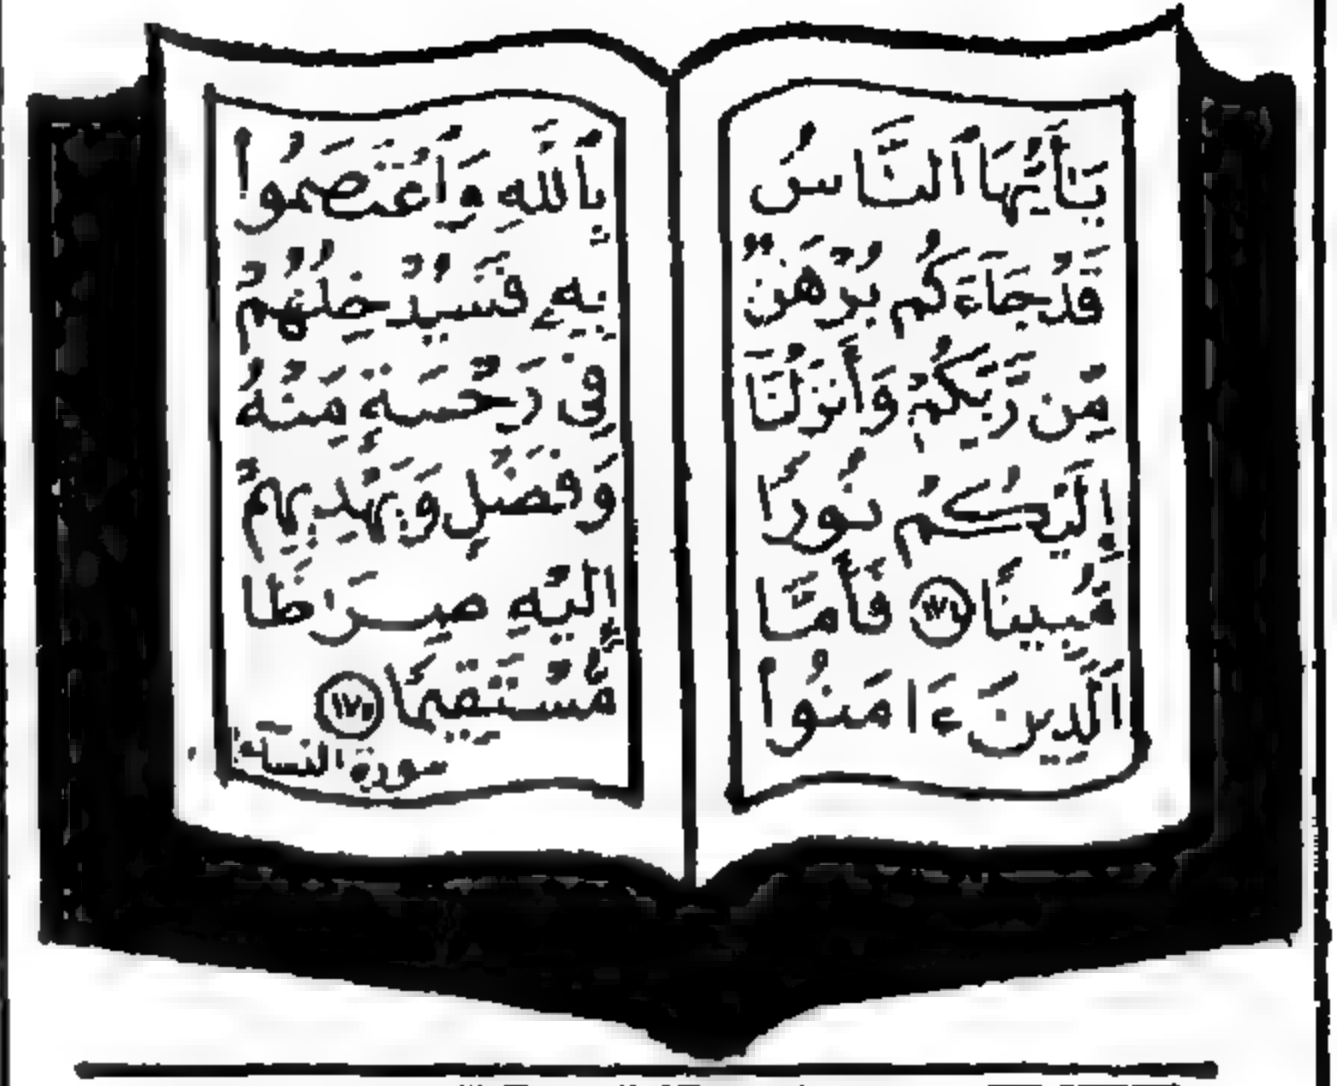 يَٰٓأَيُّهَا ٱلنَّاسُ
قَدْ جَآءَكُم بُرْهَٰنٌ
مِّن رَّبِّكُمْ وَأَنزَلْنَآ
إِلَيْكُمْ نُورًا
مُّبِينًا ١٧٤ فَأَمَّا
ٱلَّذِينَ ءَامَنُوا۟
بِٱللَّهِ وَٱعْتَصَمُوا۟
بِهِۦ فَسَيُدْخِلُهُمْ
فِى رَحْمَةٍ مِّنْهُ
وَفَضْلٍ وَيَهْدِيهِمْ
إِلَيْهِ صِرَٰطًا
مُّسْتَقِيمًا ١٧٥
سورة النساء